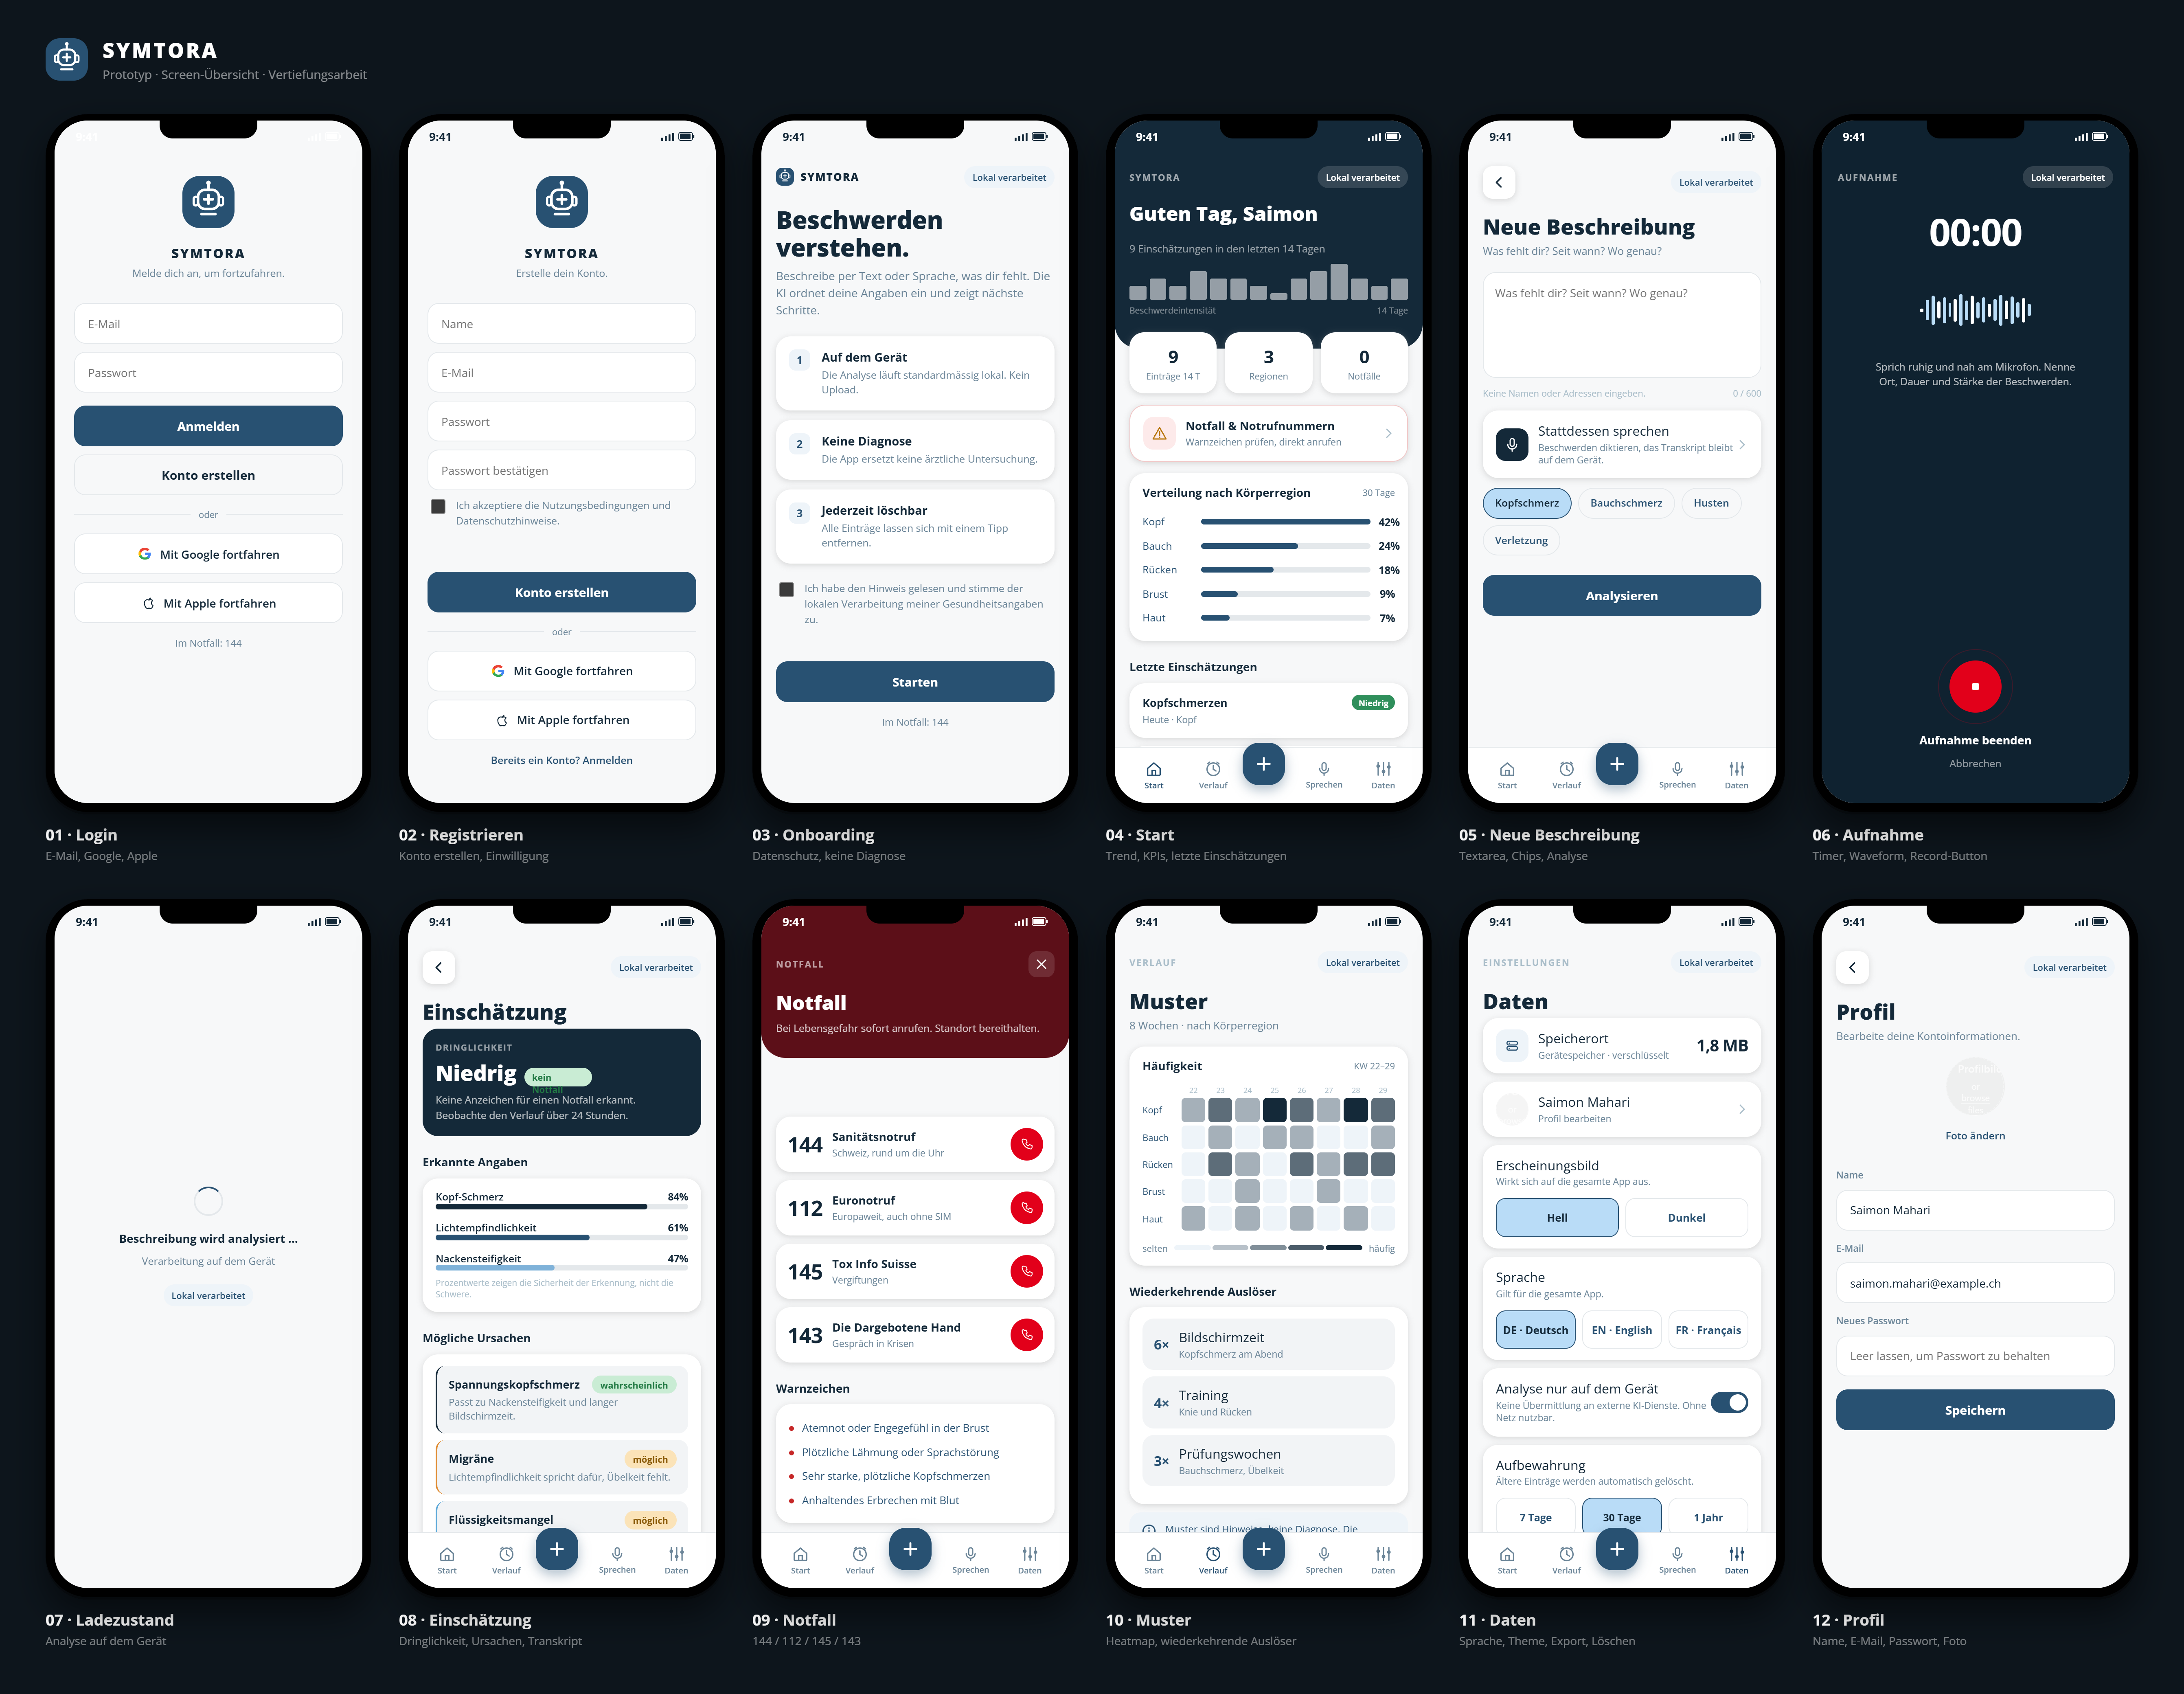 SYMTORA
Prototyp · Screen-Übersicht · Vertiefungsarbeit
9:41
SYMTORA
Melde dich an, um fortzufahren.
E-Mail
Passwort
Anmelden
Konto erstellen
oder
Mit Google fortfahren
Mit Apple fortfahren
Im Notfall: 144
01 · Login
E-Mail, Google, Apple
9:41
SYMTORA
Erstelle dein Konto.
Name
E-Mail
Passwort
Passwort bestätigen
Ich akzeptiere die Nutzungsbedingungen und
Datenschutzhinweise.
Konto erstellen
oder
Mit Google fortfahren
Mit Apple fortfahren
Bereits ein Konto? Anmelden
02 · Registrieren
Konto erstellen, Einwilligung
9:41
SYMTORA
Lokal verarbeitet
Beschwerden
verstehen.
Beschreibe per Text oder Sprache, was dir fehlt. Die
KI ordnet deine Angaben ein und zeigt nächste
Schritte.
1
Auf dem Gerät
Die Analyse läuft standardmässig lokal. Kein
Upload.
2
Keine Diagnose
Die App ersetzt keine ärztliche Untersuchung.
3
Jederzeit löschbar
Alle Einträge lassen sich mit einem Tipp
entfernen.
Ich habe den Hinweis gelesen und stimme der
lokalen Verarbeitung meiner Gesundheitsangaben
zu.
Starten
Im Notfall: 144
03 · Onboarding
Datenschutz, keine Diagnose
9:41
SYMTORA
Lokal verarbeitet
Guten Tag, Saimon
9 Einschätzungen in den letzten 14 Tagen
Beschwerdeintensität 14 Tage
9 3 0
Einträge 14 T Regionen Notfälle
Notfall & Notrufnummern
Warnzeichen prüfen, direkt anrufen
Verteilung nach Körperregion 30 Tage
Kopf 42%
Bauch 24%
Rücken 18%
Brust 9%
Haut 7%
Letzte Einschätzungen
Kopfschmerzen Niedrig
Heute · Kopf
Start Verlauf Sprechen Daten
04 · Start
Trend, KPIs, letzte Einschätzungen
9:41
Lokal verarbeitet
Neue Beschreibung
Was fehlt dir? Seit wann? Wo genau?
Was fehlt dir? Seit wann? Wo genau?
Keine Namen oder Adressen eingeben. 0 / 600
Stattdessen sprechen
Beschwerden diktieren, das Transkript bleibt
auf dem Gerät.
Kopfschmerz Bauchschmerz Husten
Verletzung
Analysieren
Start Verlauf Sprechen Daten
05 · Neue Beschreibung
Textarea, Chips, Analyse
9:41
AUFNAHME
Lokal verarbeitet
00:00
Sprich ruhig und nah am Mikrofon. Nenne
Ort, Dauer und Stärke der Beschwerden.
Aufnahme beenden
Abbrechen
06 · Aufnahme
Timer, Waveform, Record-Button
9:41
Beschreibung wird analysiert ...
Verarbeitung auf dem Gerät
Lokal verarbeitet
07 · Ladezustand
Analyse auf dem Gerät
9:41
Lokal verarbeitet
Einschätzung
DRINGLICHKEIT
Niedrig kein
Notfall
Keine Anzeichen für einen Notfall erkannt.
Beobachte den Verlauf über 24 Stunden.
Erkannte Angaben
Kopf-Schmerz 84%
Lichtempfindlichkeit 61%
Nackensteifigkeit 47%
Prozentwerte zeigen die Sicherheit der Erkennung, nicht die
Schwere.
Mögliche Ursachen
Spannungskopfschmerz wahrscheinlich
Passt zu Nackensteifigkeit und langer
Bildschirmzeit.
Migräne möglich
Lichtempfindlichkeit spricht dafür, Übelkeit fehlt.
Flüssigkeitsmangel möglich
Start Verlauf Sprechen Daten
08 · Einschätzung
Dringlichkeit, Ursachen, Transkript
9:41
NOTFALL
Notfall
Bei Lebensgefahr sofort anrufen. Standort bereithalten.
144 Sanitätsnotruf
Schweiz, rund um die Uhr
112 Euronotruf
Europaweit, auch ohne SIM
145 Tox Info Suisse
Vergiftungen
143 Die Dargebotene Hand
Gespräch in Krisen
Warnzeichen
Atemnot oder Engegefühl in der Brust
Plötzliche Lähmung oder Sprachstörung
Sehr starke, plötzliche Kopfschmerzen
Anhaltendes Erbrechen mit Blut
Start Verlauf Sprechen Daten
09 · Notfall
144 / 112 / 145 / 143
9:41
VERLAUF
Lokal verarbeitet
Muster
8 Wochen · nach Körperregion
Häufigkeit KW 22–29
22 23 24 25 26 27 28 29
Kopf
Bauch
Rücken
Brust
Haut
selten häufig
Wiederkehrende Auslöser
6× Bildschirmzeit
Kopfschmerz am Abend
4× Training
Knie und Rücken
3× Prüfungswochen
Bauchschmerz, Übelkeit
Muster sind Hinweise, keine Diagnose. Die
Start Verlauf Sprechen Daten
10 · Muster
Heatmap, wiederkehrende Auslöser
9:41
EINSTELLUNGEN
Lokal verarbeitet
Daten
Speicherort 1,8 MB
Gerätespeicher · verschlüsselt
Saimon Mahari
Profil bearbeiten
Erscheinungsbild
Wirkt sich auf die gesamte App aus.
Hell Dunkel
Sprache
Gilt für die gesamte App.
DE · Deutsch EN · English FR · Français
Analyse nur auf dem Gerät
Keine Übermittlung an externe KI-Dienste. Ohne
Netz nutzbar.
Aufbewahrung
Ältere Einträge werden automatisch gelöscht.
7 Tage 30 Tage 1 Jahr
Start Verlauf Sprechen Daten
11 · Daten
Sprache, Theme, Export, Löschen
9:41
Lokal verarbeitet
Profil
Bearbeite deine Kontoinformationen.
Foto ändern
Name
Saimon Mahari
E-Mail
saimon.mahari@example.ch
Neues Passwort
Leer lassen, um Passwort zu behalten
Speichern
12 · Profil
Name, E-Mail, Passwort, Foto